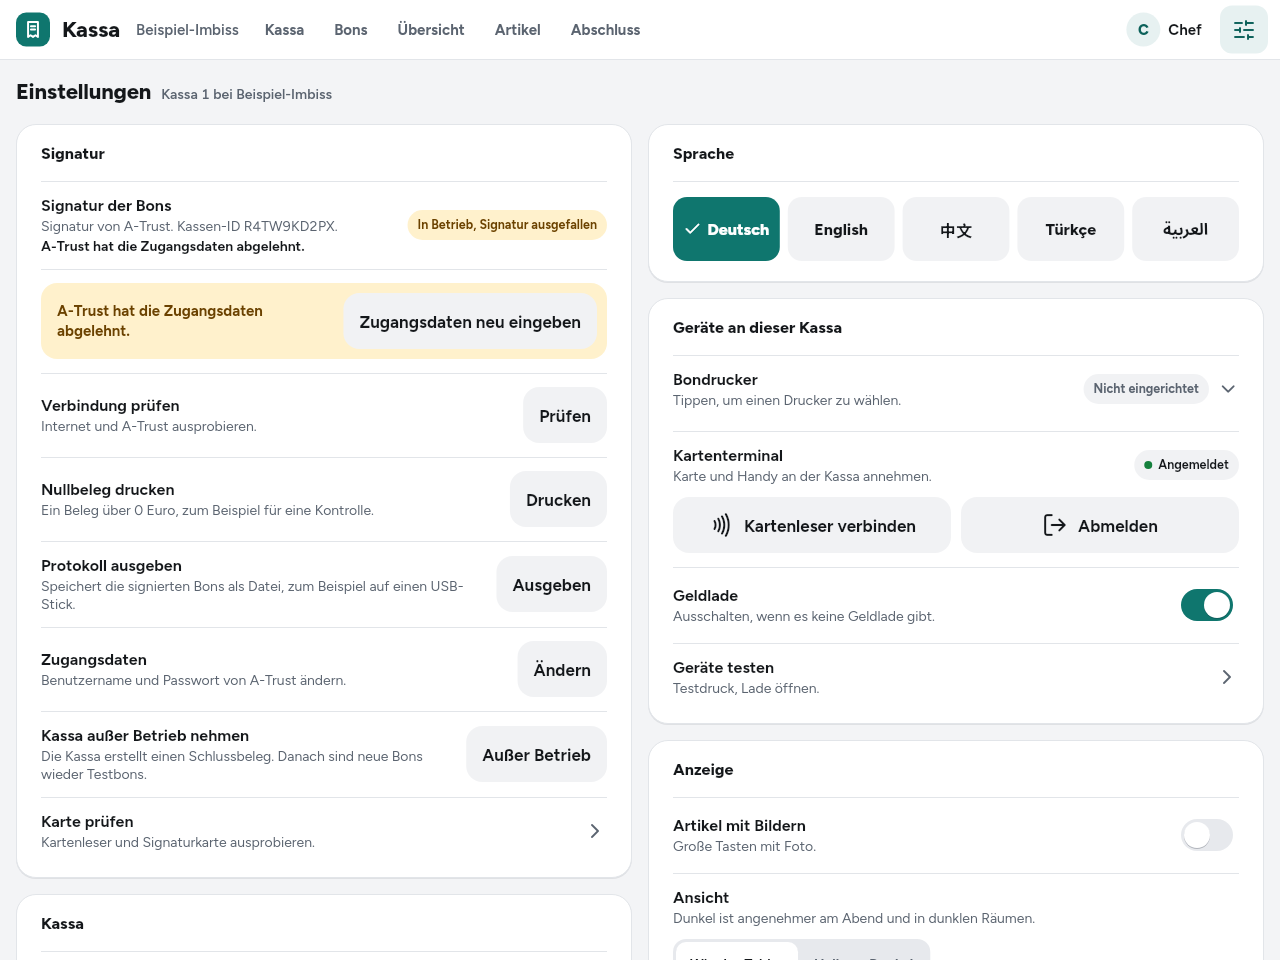 Kassa Beispiel-Imbiss Kassa Bons Übersicht Artikel Abschluss C Chef
Einstellungen Kassa 1 bei Beispiel-Imbiss
Signatur
Signatur der Bons
Signatur von A-Trust. Kassen-ID R4TW9KD2PX.
A-Trust hat die Zugangsdaten abgelehnt.
In Betrieb, Signatur ausgefallen
A-Trust hat die Zugangsdaten
abgelehnt.
Zugangsdaten neu eingeben
Verbindung prüfen
Internet und A-Trust ausprobieren.
Prüfen
Nullbeleg drucken
Ein Beleg über 0 Euro, zum Beispiel für eine Kontrolle.
Drucken
Protokoll ausgeben
Speichert die signierten Bons als Datei, zum Beispiel auf einen USB-
Stick.
Ausgeben
Zugangsdaten
Benutzername und Passwort von A-Trust ändern.
Ändern
Kassa außer Betrieb nehmen
Die Kassa erstellt einen Schlussbeleg. Danach sind neue Bons
wieder Testbons.
Außer Betrieb
Karte prüfen
Kartenleser und Signaturkarte ausprobieren.
Kassa
Sprache
Deutsch English 中文 Türkçe العربية
Geräte an dieser Kassa
Bondrucker
Tippen, um einen Drucker zu wählen.
Nicht eingerichtet
Kartenterminal
Karte und Handy an der Kassa annehmen.
Angemeldet
Kartenleser verbinden Abmelden
Geldlade
Ausschalten, wenn es keine Geldlade gibt.
Geräte testen
Testdruck, Lade öffnen.
Anzeige
Artikel mit Bildern
Große Tasten mit Foto.
Ansicht
Dunkel ist angenehmer am Abend und in dunklen Räumen.